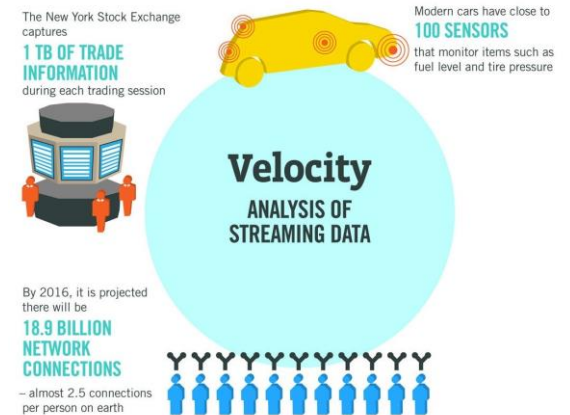 The New York Stock Exchange
captures
1 TB OF TRADE
INFORMATION
during each trading session
Modern cars have close to
100 SENSORS
that monitor items such as
fuel level and tire pressure
Velocity
ANALYSIS OF
STREAMING DATA
By 2016, it is projected
there will be
18.9 BILLION
NETWORK
CONNECTIONS
– almost 2.5 connections
per person on earth